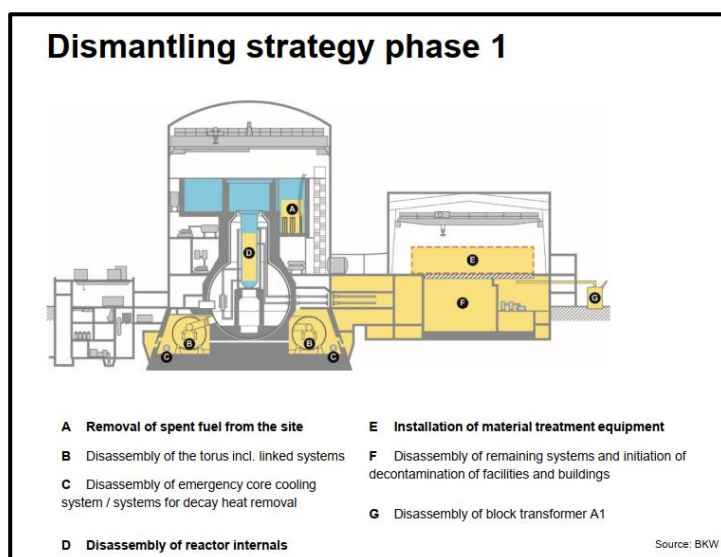 Dismantling strategy phase 1
A
D
E
F
G
B
B
C
C
A Removal of spent fuel from the site
B Disassembly of the torus incl. linked systems
C Disassembly of emergency core cooling
system / systems for decay heat removal
D Disassembly of reactor internals
E Installation of material treatment equipment
F Disassembly of remaining systems and initiation of
decontamination of facilities and buildings
G Disassembly of block transformer A1
Source: BKW